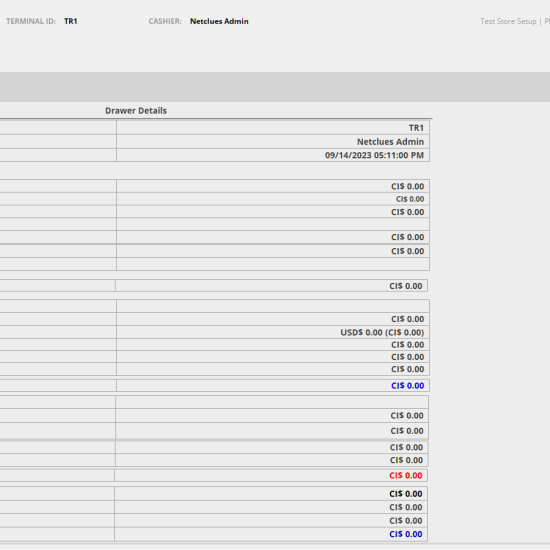 TERMINAL ID: TR1 CASHIER: Netclues Admin Test Store Setup |
Drawer Details
TR1
Netclues Admin
09/14/2023 05:11:00 PM
CI$ 0.00
CI$ 0.00
CI$ 0.00
CI$ 0.00
CI$ 0.00
CI$ 0.00
CI$ 0.00
USD$ 0.00 (CI$ 0.00)
CI$ 0.00
CI$ 0.00
CI$ 0.00
CI$ 0.00
CI$ 0.00
CI$ 0.00
CI$ 0.00
CI$ 0.00
CI$ 0.00
CI$ 0.00
CI$ 0.00
CI$ 0.00
CI$ 0.00